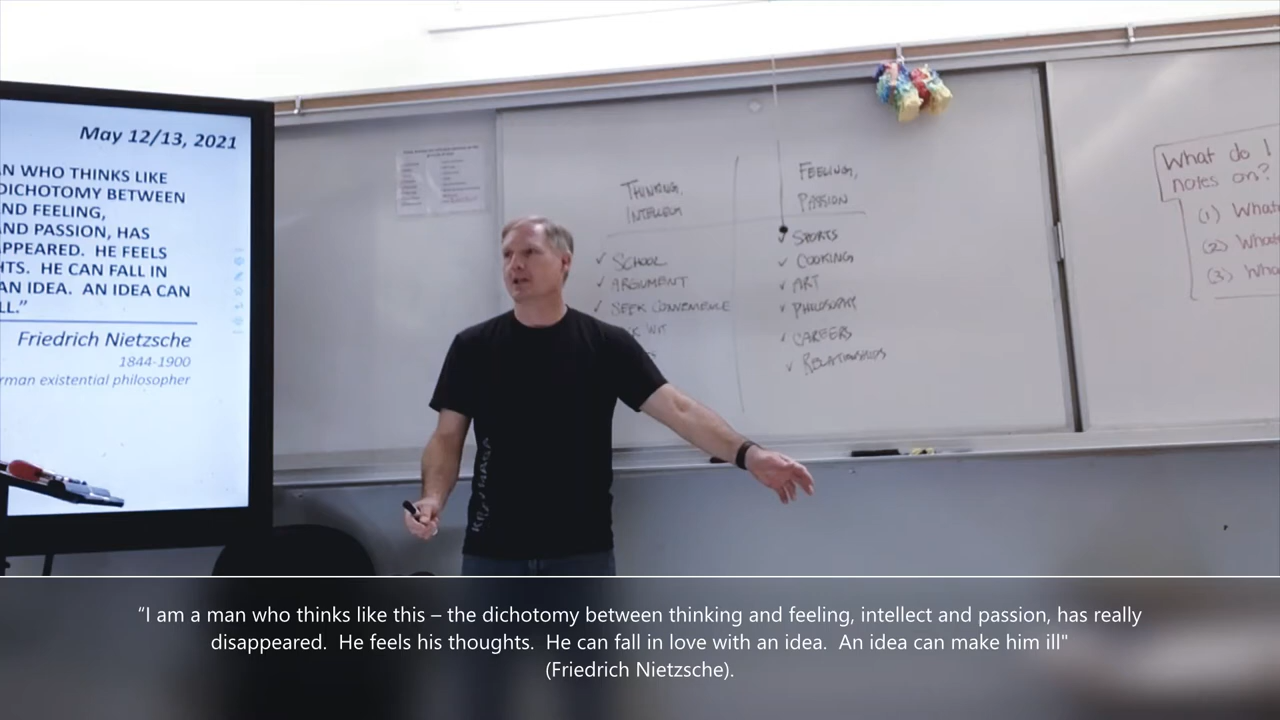 May 12/13, 2021
AN WHO THINKS LIKE
DICHOTOMY BETWEEN
ND FEELING,
ND PASSION, HAS
APPEARED. HE FEELS
HTS. HE CAN FALL IN
AN IDEA. AN IDEA CAN
LL.”
Friedrich Nietzsche
1844-1900
rman existential philosopher
THINKING,
INTELLECT
✓ SCHOOL
✓ ARGUMENT
✓ SEEK CONVENIENCE
WIT
FEELING,
PASSION
✓ SPORTS
✓ COOKING
✓ ART
✓ PHILOSOPHY
✓ CAREERS
✓ RELATIONSHIPS
What do I
notes on?
(1) What
(2) What
(3) Wha
KRAV MAGA
“I am a man who thinks like this – the dichotomy between thinking and feeling, intellect and passion, has really
disappeared. He feels his thoughts. He can fall in love with an idea. An idea can make him ill"
(Friedrich Nietzsche).